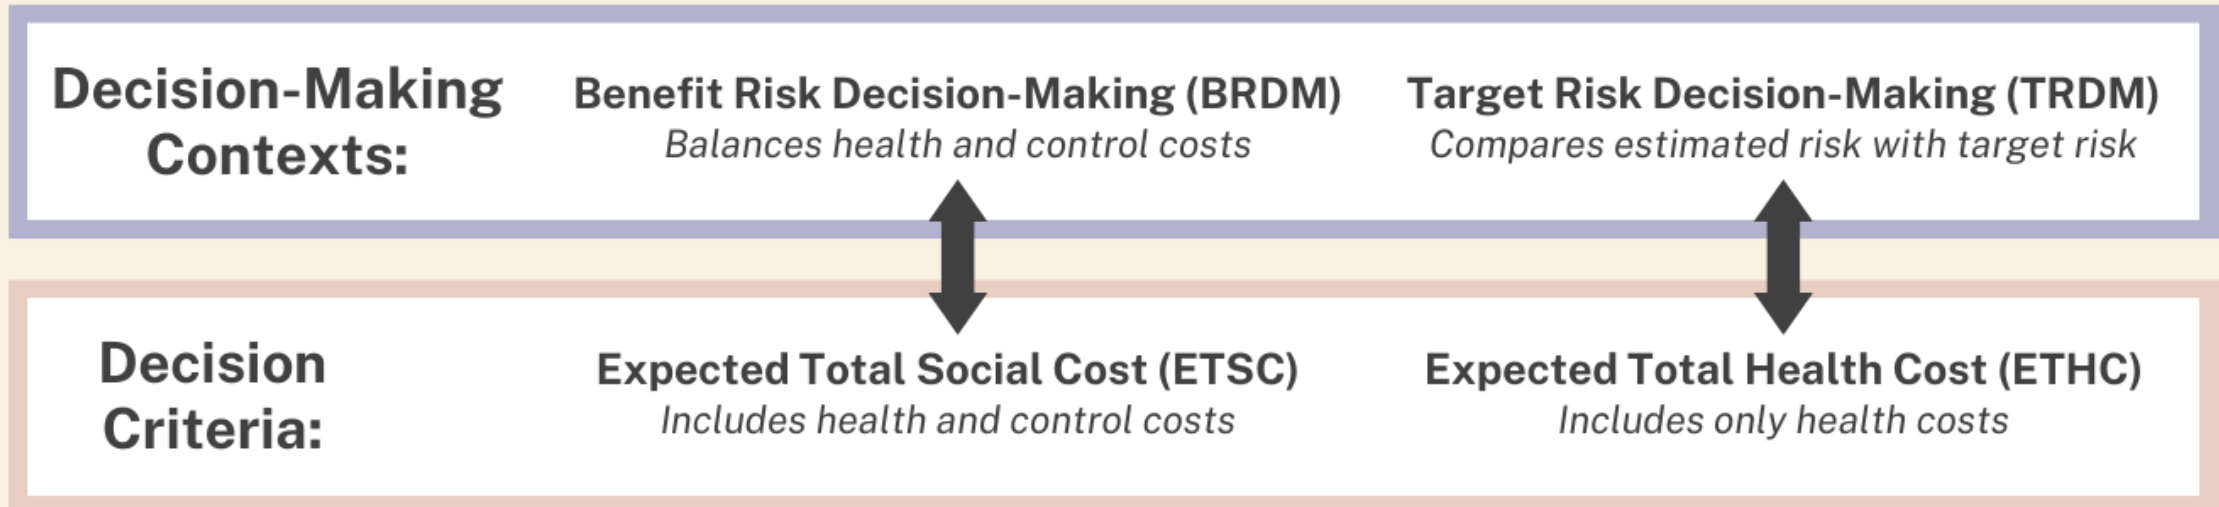 Decision-Making
Contexts:
Benefit Risk Decision-Making (BRDM)
Balances health and control costs
Target Risk Decision-Making (TRDM)
Compares estimated risk with target risk
Decision
Criteria:
Expected Total Social Cost (ETSC)
Includes health and control costs
Expected Total Health Cost (ETHC)
Includes only health costs